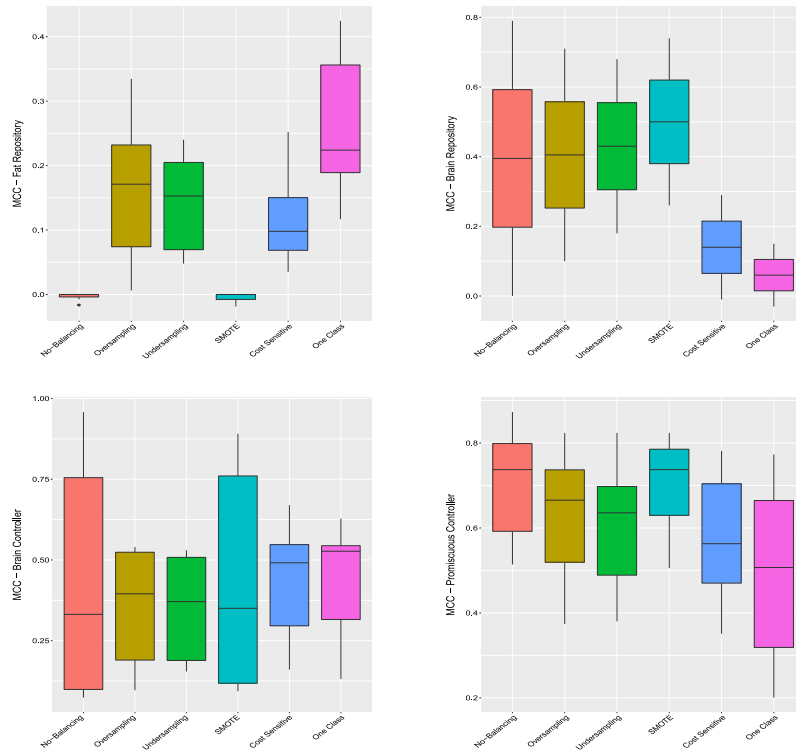 MCC – Fat Repository
0.4
0.3
0.2
0.1
0.0
No–Balancing
Oversampling
Undersampling
SMOTE
Cost Sensitive
One Class
MCC – Brain Repository
0.8
0.6
0.4
0.2
0.0
No–Balancing
Oversampling
Undersampling
SMOTE
Cost Sensitive
One Class
MCC – Brain Controller
1.00
0.75
0.50
0.25
No–Balancing
Oversampling
Undersampling
SMOTE
Cost Sensitive
One Class
MCC – Promiscuous Controller
0.8
0.6
0.4
0.2
No–Balancing
Oversampling
Undersampling
SMOTE
Cost Sensitive
One Class